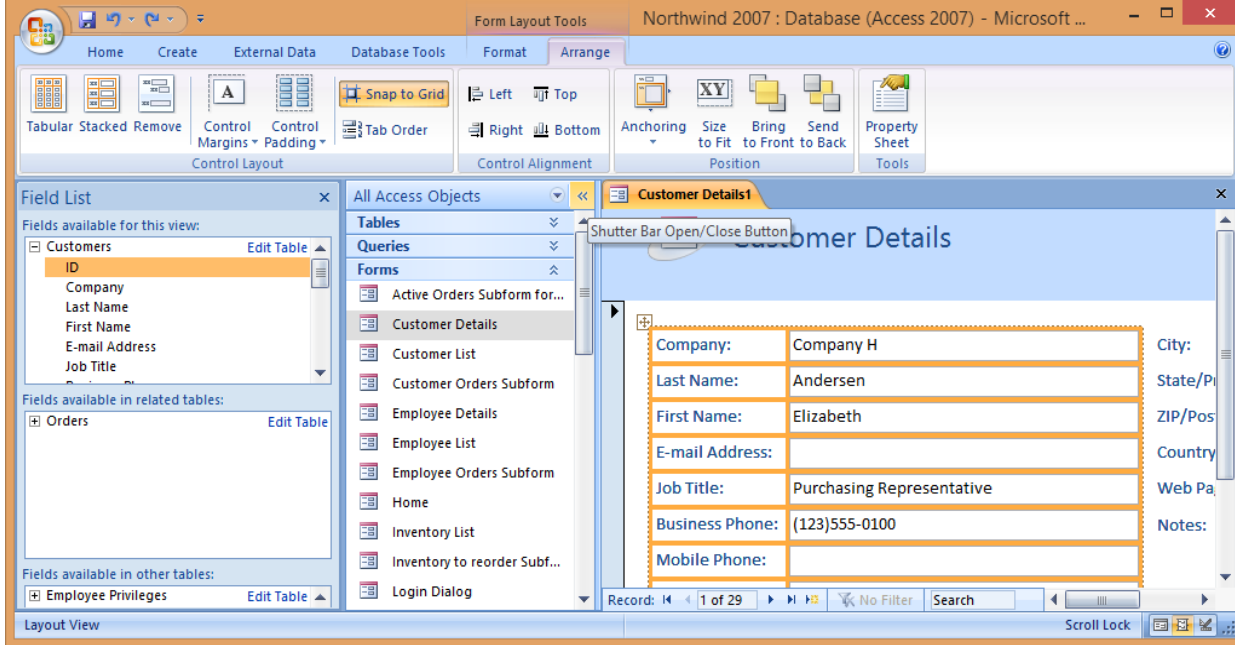 Form Layout Tools
Northwind 2007 : Database (Access 2007) - Microsoft ...
Home Create External Data Database Tools Format Arrange
Tabular Stacked Remove
A
Control Margins
Control Padding
Control Layout
Snap to Grid
Tab Order
Left Top
Right Bottom
Control Alignment
Anchoring
XY
Size to Fit
Bring to Front
Send to Back
Position
Property Sheet
Tools
Field List
Fields available for this view:
Customers Edit Table
ID
Company
Last Name
First Name
E-mail Address
Job Title
Fields available in related tables:
Orders Edit Table
Fields available in other tables:
Employee Privileges Edit Table
All Access Objects
Tables
Queries
Forms
Active Orders Subform for...
Customer Details
Customer List
Customer Orders Subform
Employee Details
Employee List
Employee Orders Subform
Home
Inventory List
Inventory to reorder Subf...
Login Dialog
Customer Details1
Shutter Bar Open/Close Button
Details
Company: Company H City:
Last Name: Andersen
First Name: Elizabeth
E-mail Address: Country
Job Title: Purchasing Representative
Business Phone: (123)555-0100 Notes:
Mobile Phone:
Record: 1 of 29 No Filter Search
Layout View
Scroll Lock